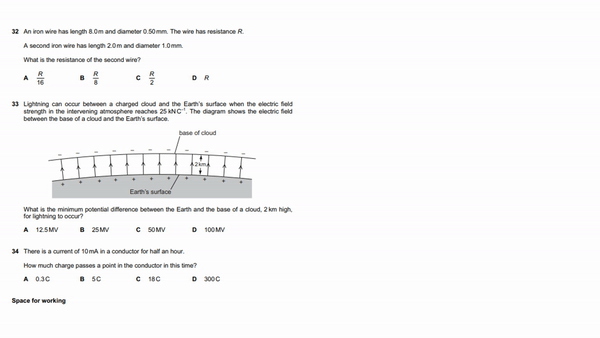 32 An iron wire has length 8.0 m and diameter 0.50 mm. The wire has resistance R.
A second iron wire has length 2.0 m and diameter 1.0 mm.
What is the resistance of the second wire?
A R/16 B R/8 C R/2 D R
33 Lightning can occur between a charged cloud and the Earth's surface when the electric field
strength in the intervening atmosphere reaches 25 kN C⁻¹. The diagram shows the electric field
between the base of a cloud and the Earth's surface.
base of cloud
2 km
Earth's surface
What is the minimum potential difference between the Earth and the base of a cloud, 2 km high,
for lightning to occur?
A 12.5 MV B 25 MV C 50 MV D 100 MV
34 There is a current of 10 mA in a conductor for half an hour.
How much charge passes a point in the conductor in this time?
A 0.3 C B 5 C C 18 C D 300 C
Space for working